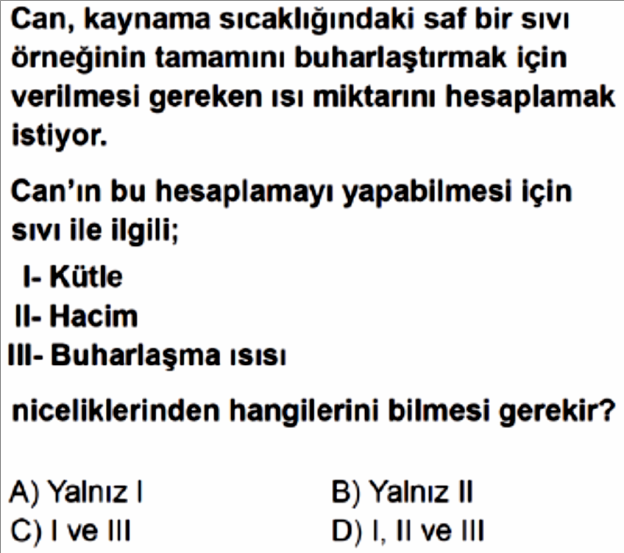 Can, kaynama sıcaklığındaki saf bir sıvı
örneğinin tamamını buharlaştırmak için
verilmesi gereken ısı miktarını hesaplamak
istiyor.
Can'ın bu hesaplamayı yapabilmesi için
sıvı ile ilgili;
I- Kütle
II- Hacim
III- Buharlaşma ısısı
niceliklerinden hangilerini bilmesi gerekir?
A) Yalnız I B) Yalnız II
C) I ve III D) I, II ve III